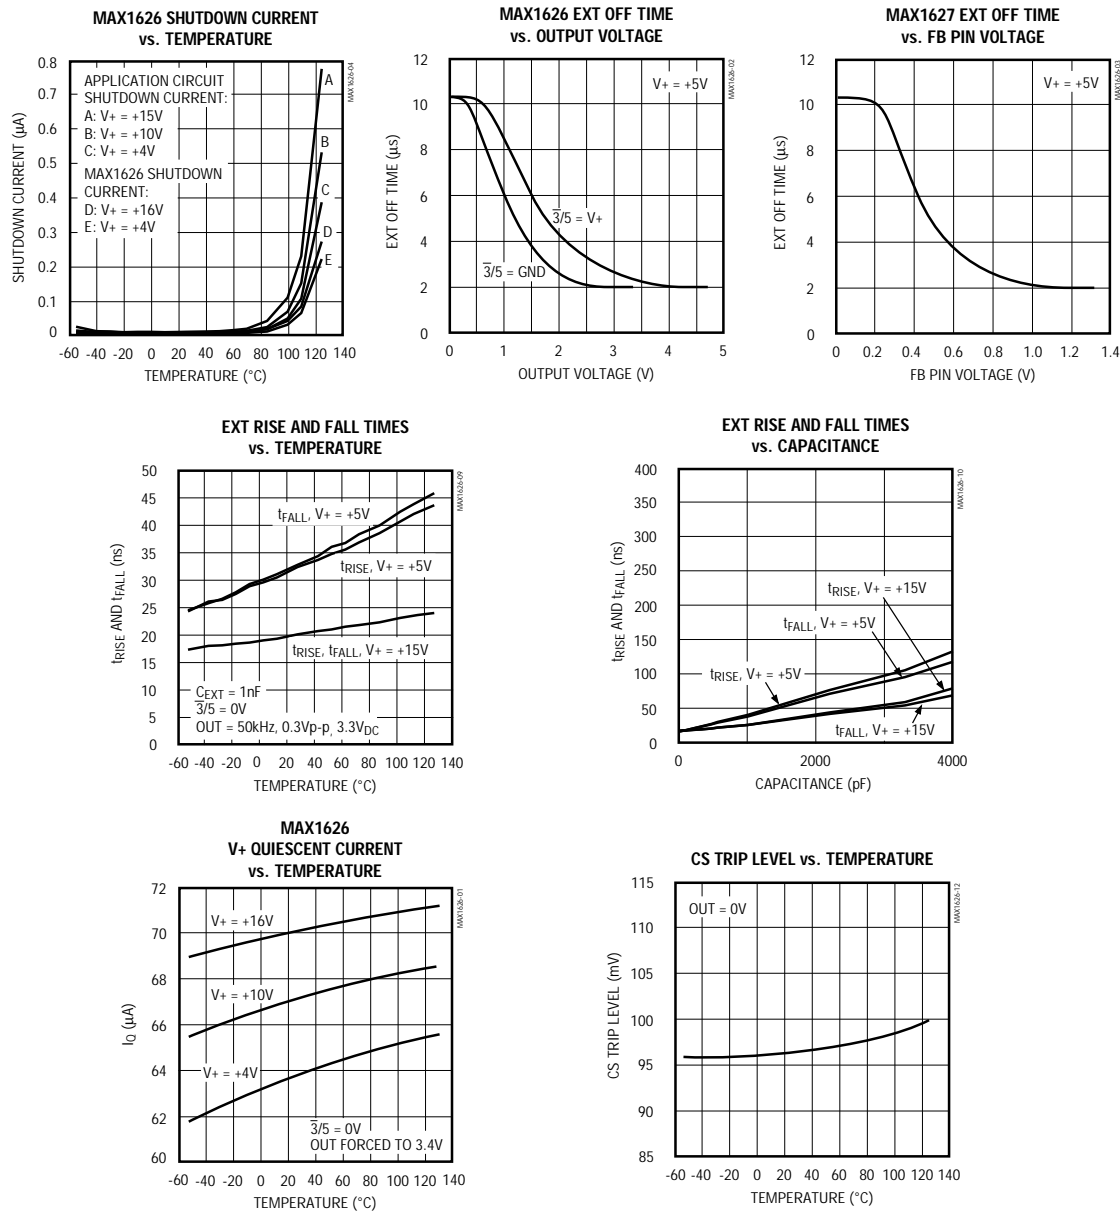 MAX1626 SHUTDOWN CURRENT
vs. TEMPERATURE
0.8
0.7
0.6
0.5
0.4
0.3
0.2
0.1
0
SHUTDOWN CURRENT (µA)
APPLICATION CIRCUIT
SHUTDOWN CURRENT:
A: V+ = +15V
B: V+ = +10V
C: V+ = +4V
MAX1626 SHUTDOWN
CURRENT:
D: V+ = +16V
E: V+ = +4V
A
B
C
D
E
MAX1626-04
-60 -40 -20 0 20 40 60 80 100 120 140
TEMPERATURE (°C)
MAX1626 EXT OFF TIME
vs. OUTPUT VOLTAGE
12
10
8
6
4
2
0
EXT OFF TIME (µs)
V+ = +5V
3̅/5 = V+
3̅/5 = GND
MAX1626-02
0 1 2 3 4 5
OUTPUT VOLTAGE (V)
MAX1627 EXT OFF TIME
vs. FB PIN VOLTAGE
12
10
8
6
4
2
0
EXT OFF TIME (µs)
V+ = +5V
MAX1626-03
0 0.2 0.4 0.6 0.8 1.0 1.2 1.4
FB PIN VOLTAGE (V)
EXT RISE AND FALL TIMES
vs. TEMPERATURE
50
45
40
35
30
25
20
15
10
5
0
tRISE AND tFALL (ns)
tFALL, V+ = +5V
tRISE, V+ = +5V
tRISE, tFALL, V+ = +15V
CEXT = 1nF
3̅/5 = 0V
OUT = 50kHz, 0.3Vp-p, 3.3VDC
MAX1626-09
-60 -40 -20 0 20 40 60 80 100 120 140
TEMPERATURE (°C)
EXT RISE AND FALL TIMES
vs. CAPACITANCE
400
350
300
250
200
150
100
50
0
tRISE AND tFALL (ns)
tRISE, V+ = +15V
tFALL, V+ = +5V
tRISE, V+ = +5V
tFALL, V+ = +15V
MAX1626-10
0 2000 4000
CAPACITANCE (pF)
MAX1626
V+ QUIESCENT CURRENT
vs. TEMPERATURE
72
70
68
66
64
62
60
IQ (µA)
V+ = +16V
V+ = +10V
V+ = +4V
3̅/5 = 0V
OUT FORCED TO 3.4V
MAX1626-01
-60 -40 -20 0 20 40 60 80 100 120 140
TEMPERATURE (°C)
CS TRIP LEVEL vs. TEMPERATURE
115
110
105
100
95
90
85
CS TRIP LEVEL (mV)
OUT = 0V
MAX1626-12
-60 -40 -20 0 20 40 60 80 100 120 140
TEMPERATURE (°C)